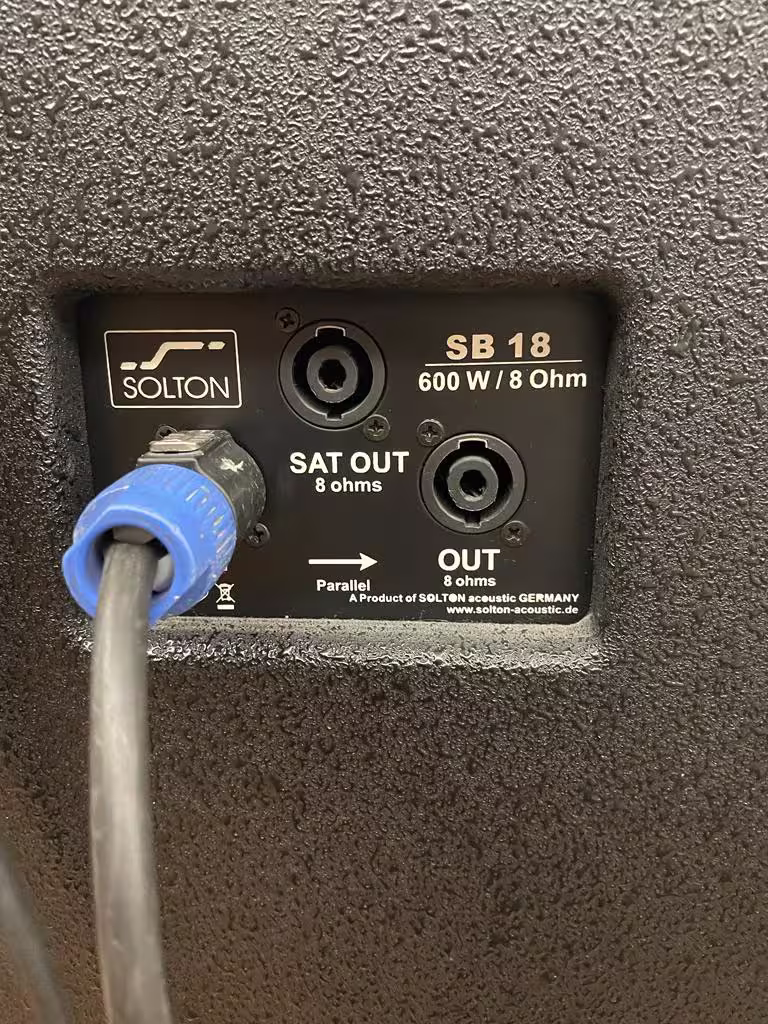 SOLTON
SB 18
600 W / 8 Ohm
SAT OUT
8 ohms
OUT
8 ohms
Parallel
A Product of SOLTON acoustic GERMANY
www.solton-acoustic.de